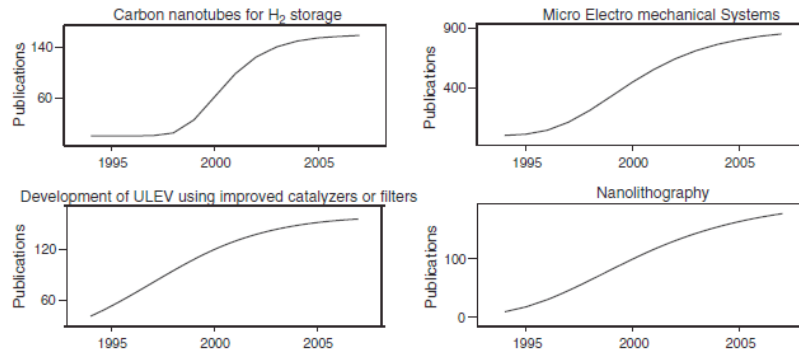 Carbon nanotubes for H₂ storage
Publications
140
60
1995 2000 2005
Micro Electro mechanical Systems
Publications
900
400
1995 2000 2005
Development of ULEV using improved catalyzers or filters
Publications
120
60
1995 2000 2005
Nanolithography
Publications
100
0
1995 2000 2005